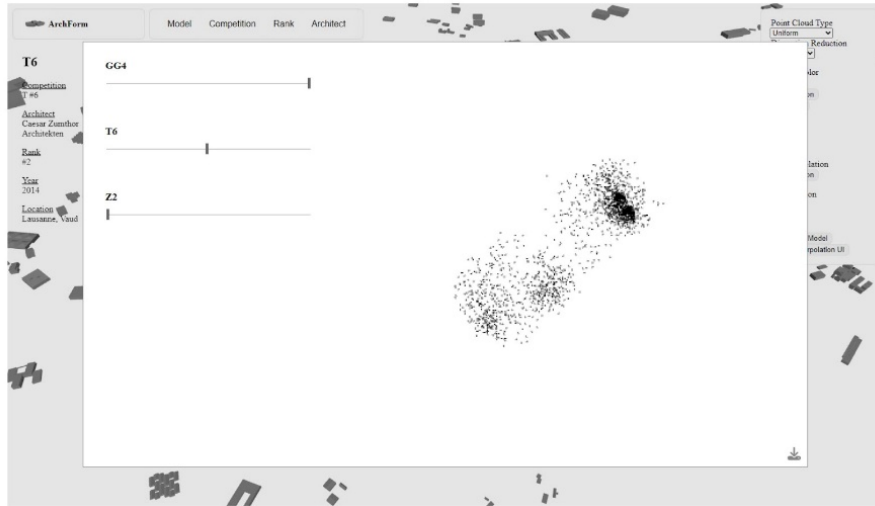 ArchForm
Model Competition Rank Architect
T6
Competition
T #6
Architect
Caesar Zumthor
Architekten
Rank
#2
Year
2014
Location
Lausanne, Vaud
GG4
T6
Z2
Point Cloud Type
Uniform
Reduction
Model
polation UI